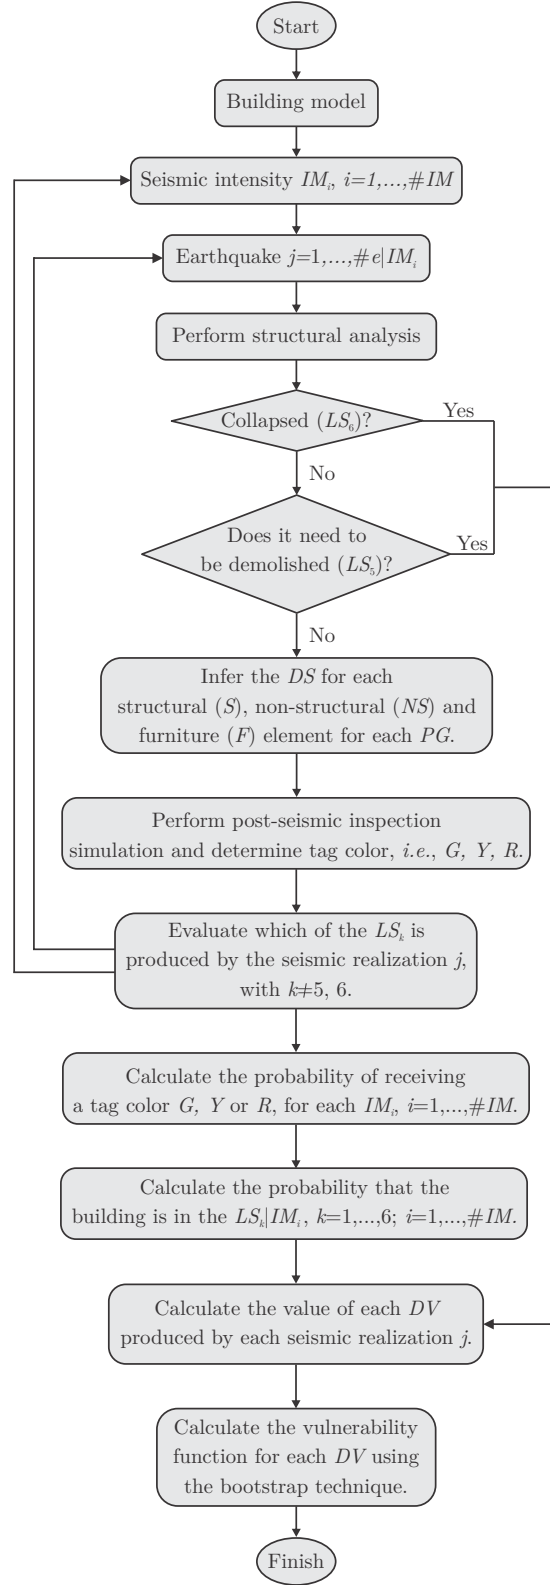 Start
Building model
Seismic intensity IMᵢ, i=1,...,#IM
Earthquake j=1,...,#e|IMᵢ
Perform structural analysis
Collapsed (LS₆)?
Yes
No
Does it need to
be demolished (LS₅)?
Yes
No
Infer the DS for each
structural (S), non-structural (NS) and
furniture (F) element for each PG.
Perform post-seismic inspection
simulation and determine tag color, i.e., G, Y, R.
Evaluate which of the LSₖ is
produced by the seismic realization j,
with k≠5, 6.
Calculate the probability of receiving
a tag color G, Y or R, for each IMᵢ, i=1,...,#IM.
Calculate the probability that the
building is in the LSₖ|IMᵢ, k=1,...,6; i=1,...,#IM.
Calculate the value of each DV
produced by each seismic realization j.
Calculate the vulnerability
function for each DV using
the bootstrap technique.
Finish